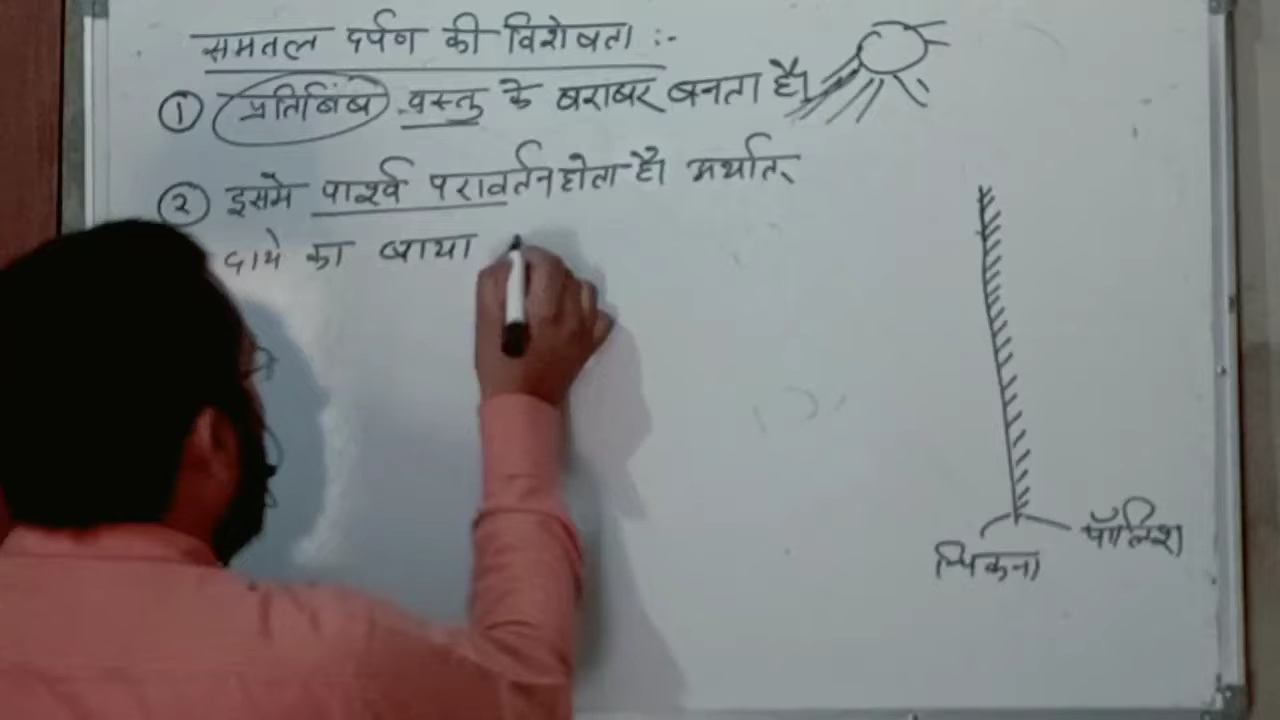 समतल दर्पण की विशेषता :-
① प्रतिबिंब वस्तु के बराबर बनता है।
② इसमे पार्श्व परावर्तन होता है। अर्थात्
दाये का बाया
चिकना
पॉलिश